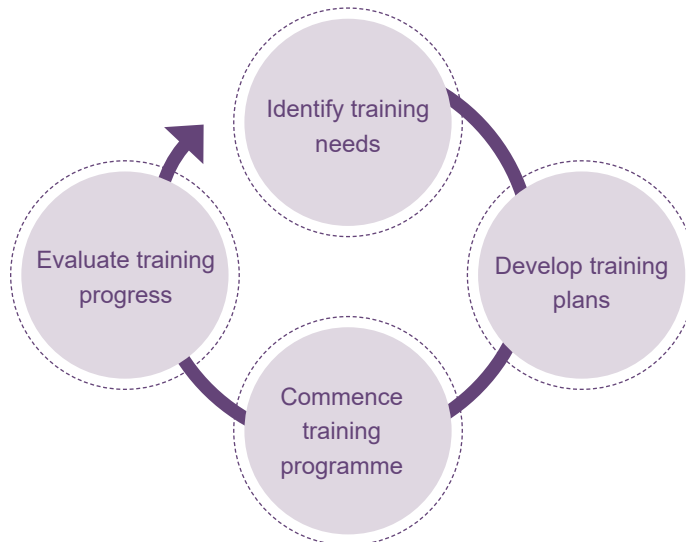 Identify training
needs
Develop training
plans
Commence
training
programme
Evaluate training
progress